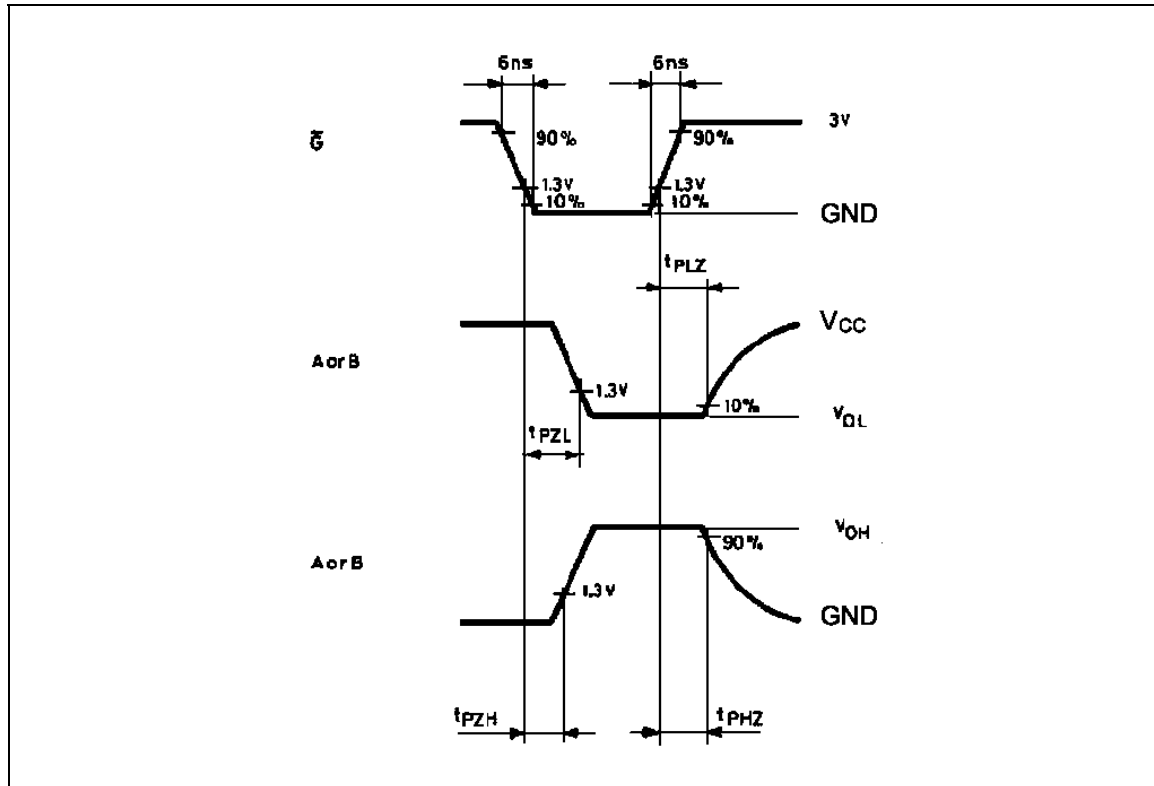 6ns 6ns
G̅ 90% 90% 3V
1.3V 1.3V
10% 10% GND
tPLZ
VCC
A or B
1.3V 10%
VOL
tPZL
VOH
90%
A or B 1.3V
GND
tPZH tPHZ